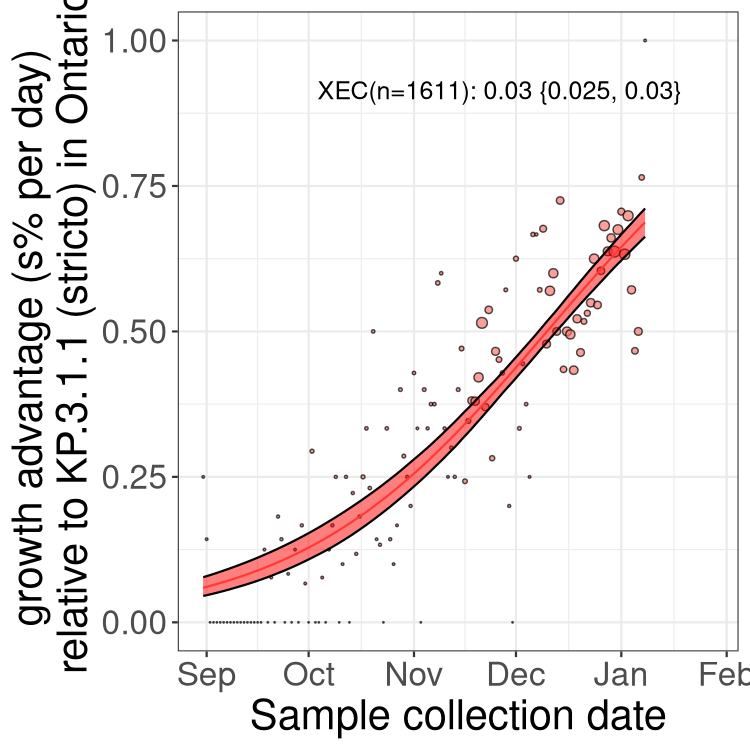 growth advantage (s% per day)
relative to KP.3.1.1 (stricto) in Ontario
1.00
0.75
0.50
0.25
0.00
XEC(n=1611): 0.03 {0.025, 0.03}
Sep Oct Nov Dec Jan Feb
Sample collection date